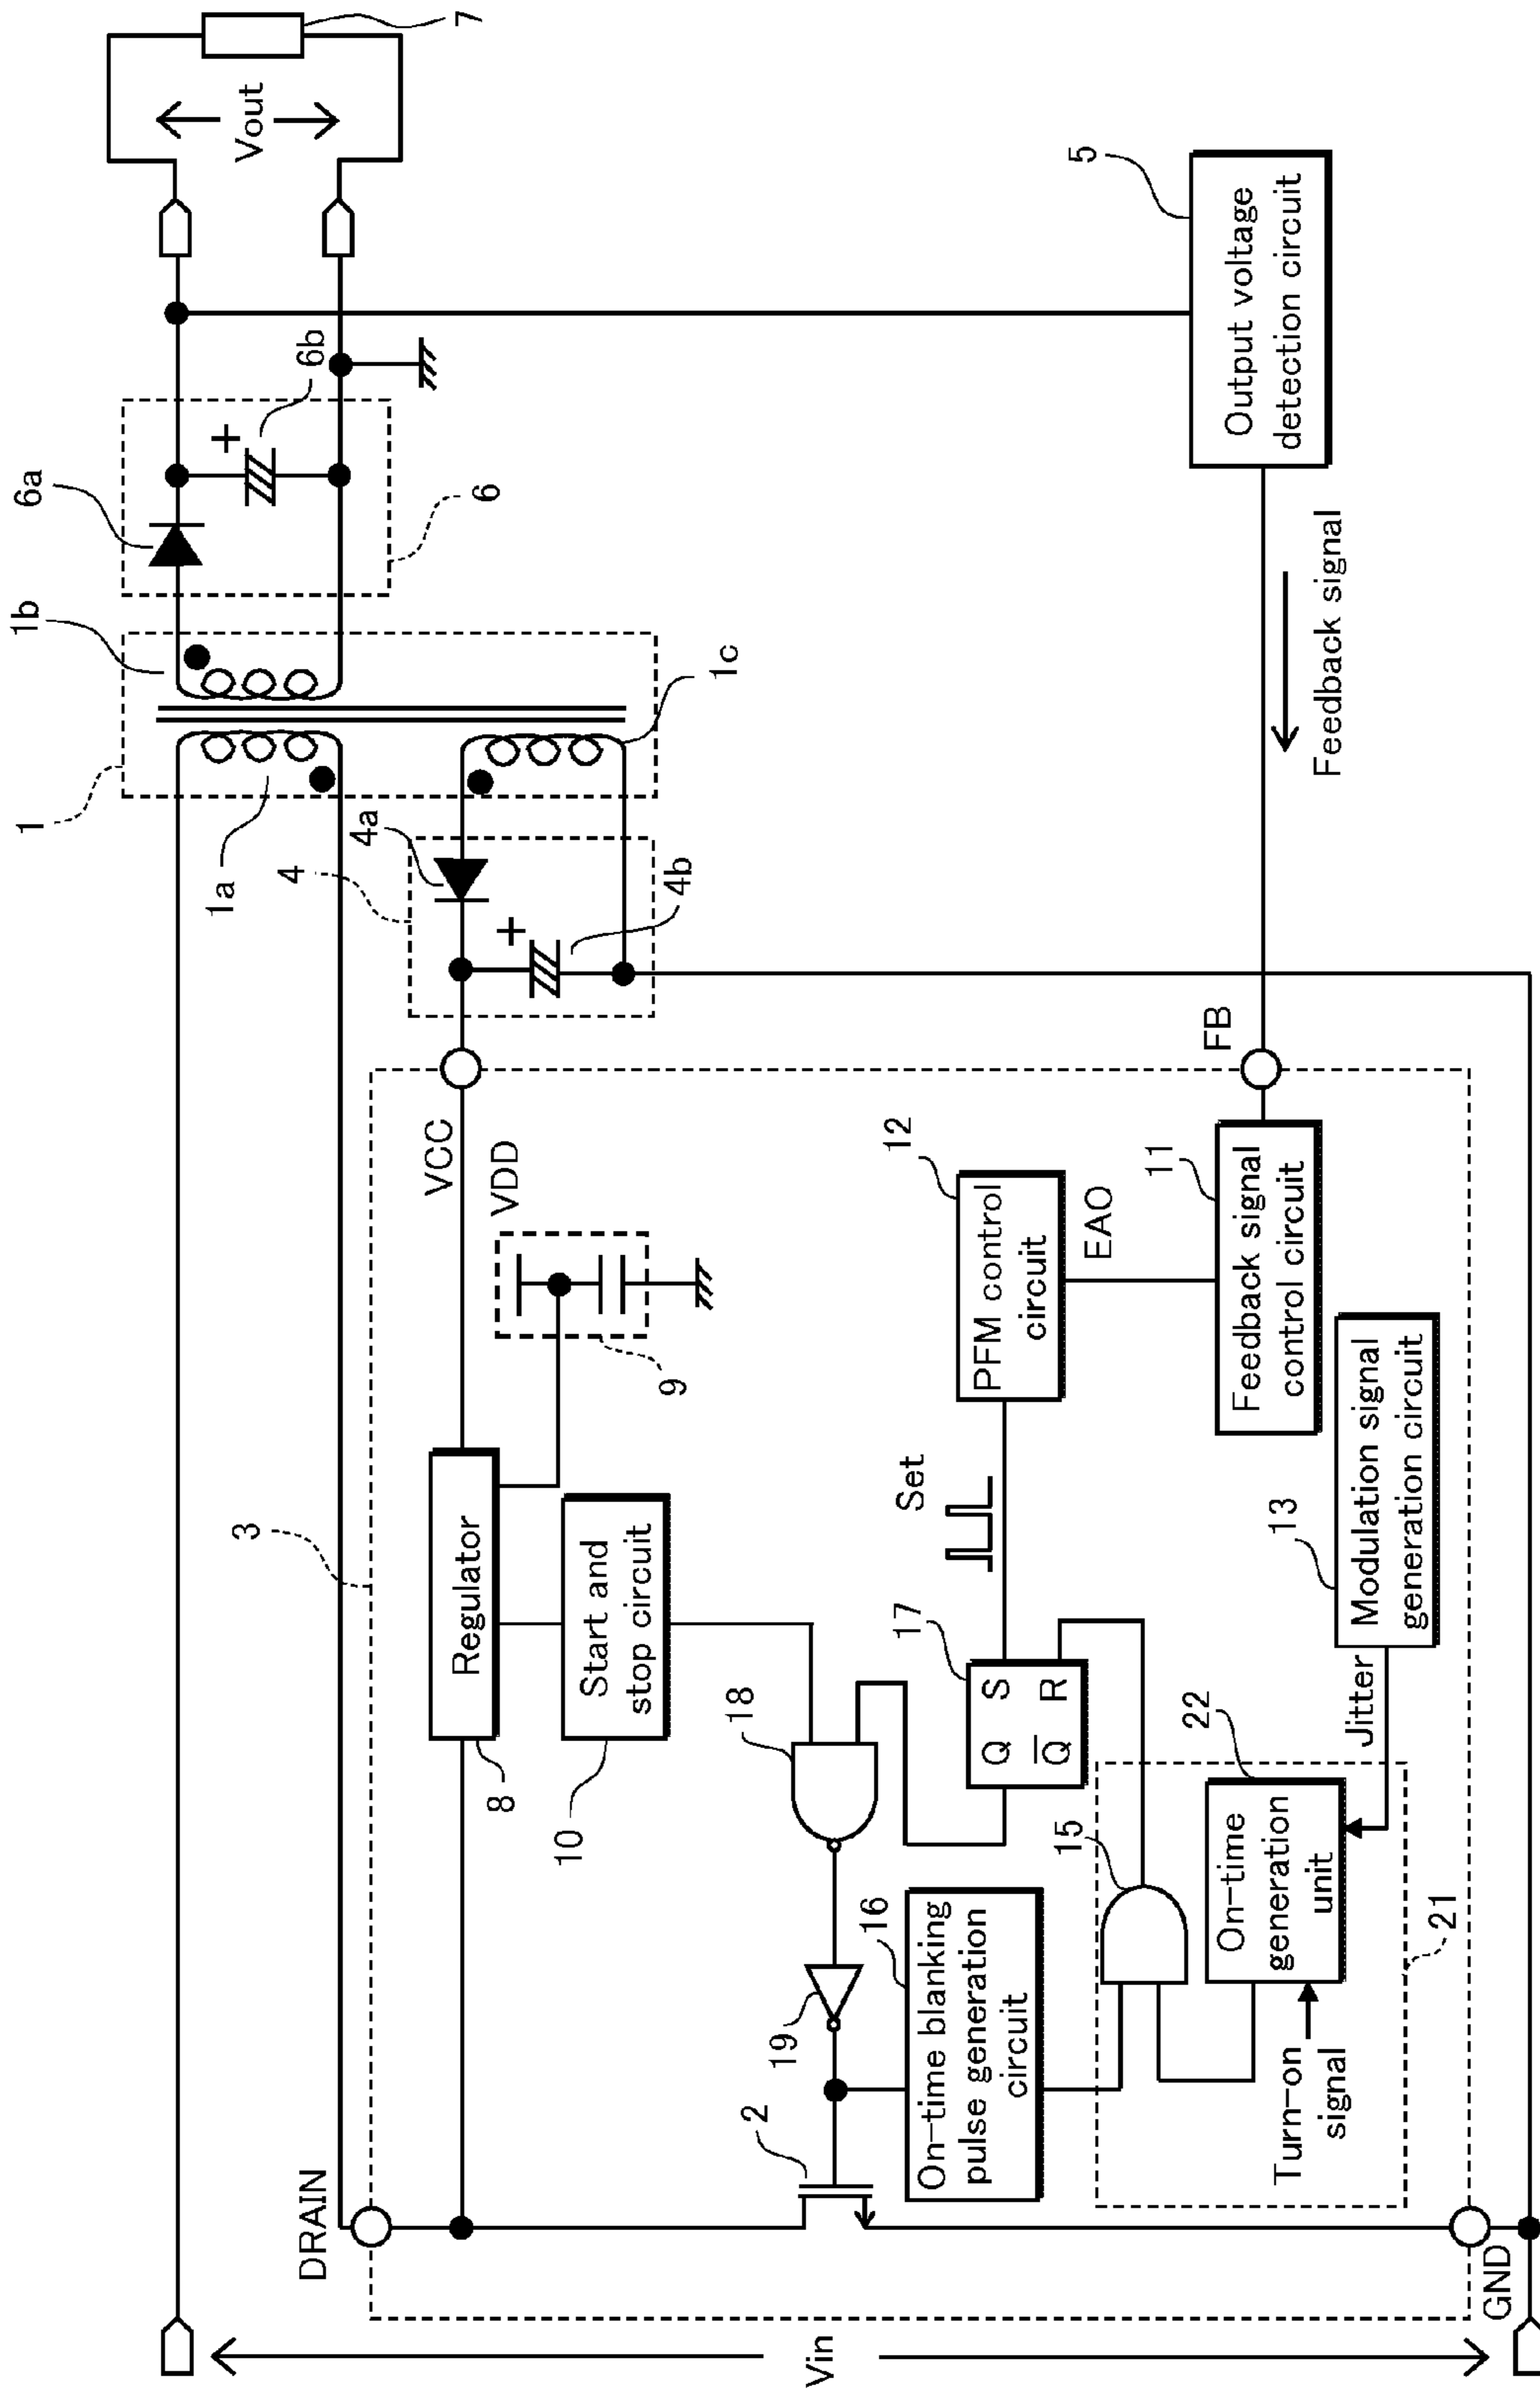 1
1a
1b
1c
6a
6b
6
7
Vout
4
4a
4b
+
+
5
Output voltage
detection circuit
Feedback signal
3
DRAIN
VCC
VDD
FB
GND
Vin
Regulator
8
9
Start and
stop circuit
10
18
19
2
17
S
R
Q
Q̅
Set
12
PFM control
circuit
EAO
11
Feedback signal
control circuit
13
Modulation signal
generation circuit
Jitter
16
On-time blanking
pulse generation
circuit
15
22
On-time
generation
unit
21
Turn-on
signal